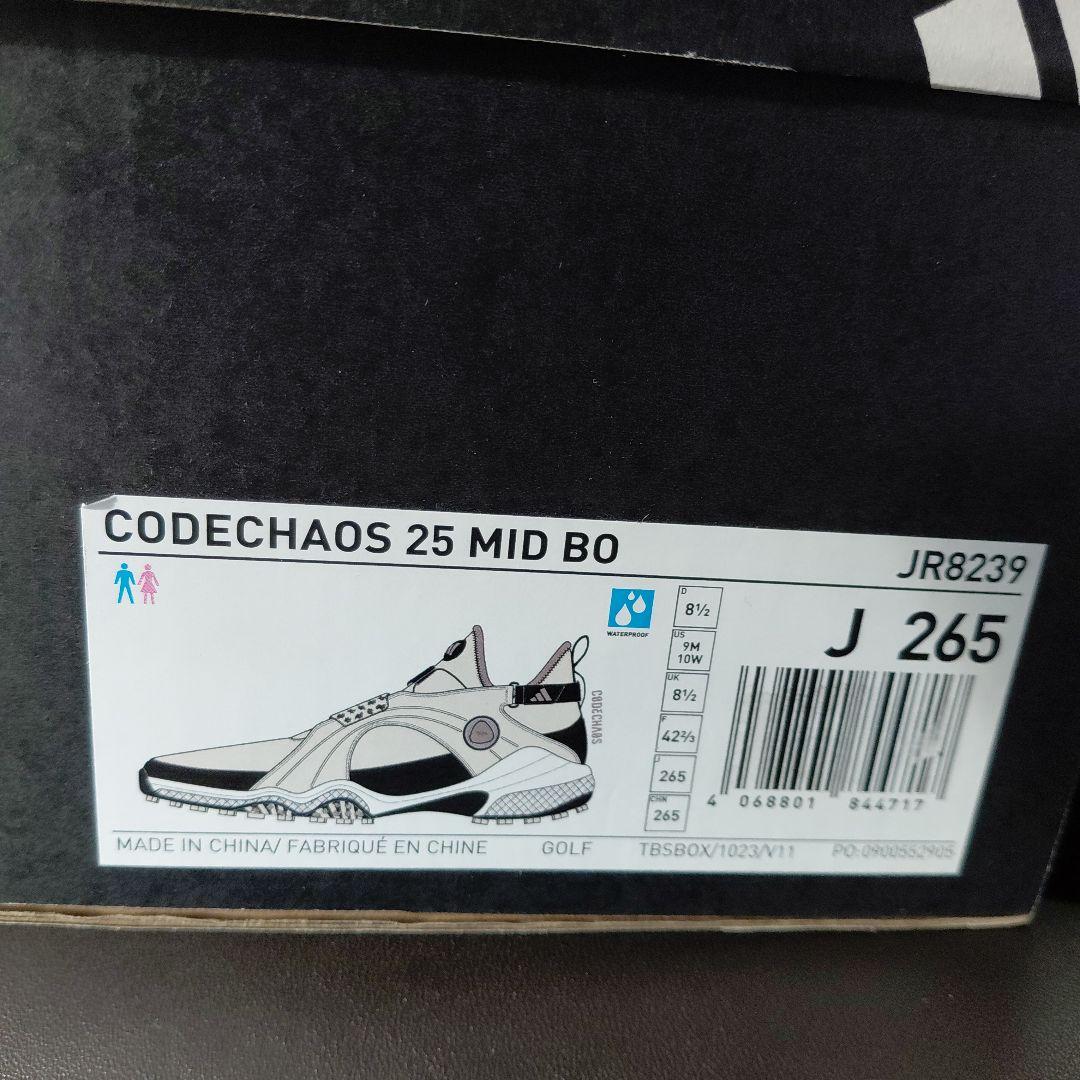 CODECHAOS 25 MID BO
JR8239
WATERPROOF
D
8½
US
9M
10W
UK
8½
F
42⅔
J
265
CHN
265
J 265
CODECHAOS
4 068801 844717
MADE IN CHINA/ FABRIQUÉ EN CHINE GOLF TBSBOX/1023/V11 PO:0900552905